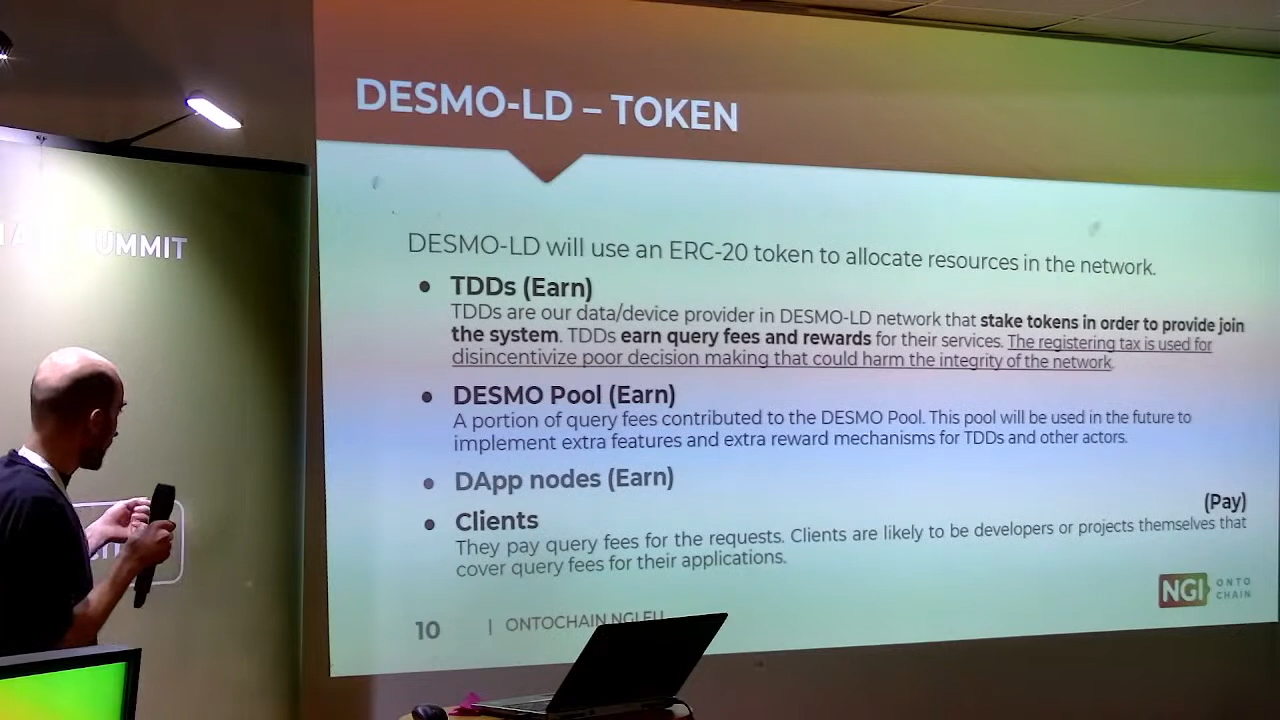 DESMO-LD – TOKEN
UMMIT
DESMO-LD will use an ERC-20 token to allocate resources in the network.
• TDDs (Earn)
TDDs are our data/device provider in DESMO-LD network that stake tokens in order to provide join
the system. TDDs earn query fees and rewards for their services. The registering tax is used for
disincentivize poor decision making that could harm the integrity of the network.
• DESMO Pool (Earn)
A portion of query fees contributed to the DESMO Pool. This pool will be used in the future to
implement extra features and extra reward mechanisms for TDDs and other actors.
• DApp nodes (Earn)
• Clients (Pay)
They pay query fees for the requests. Clients are likely to be developers or projects themselves that
cover query fees for their applications.
NGI ONTO
CHAIN
10 | ONTOCHAIN.NGI.EU